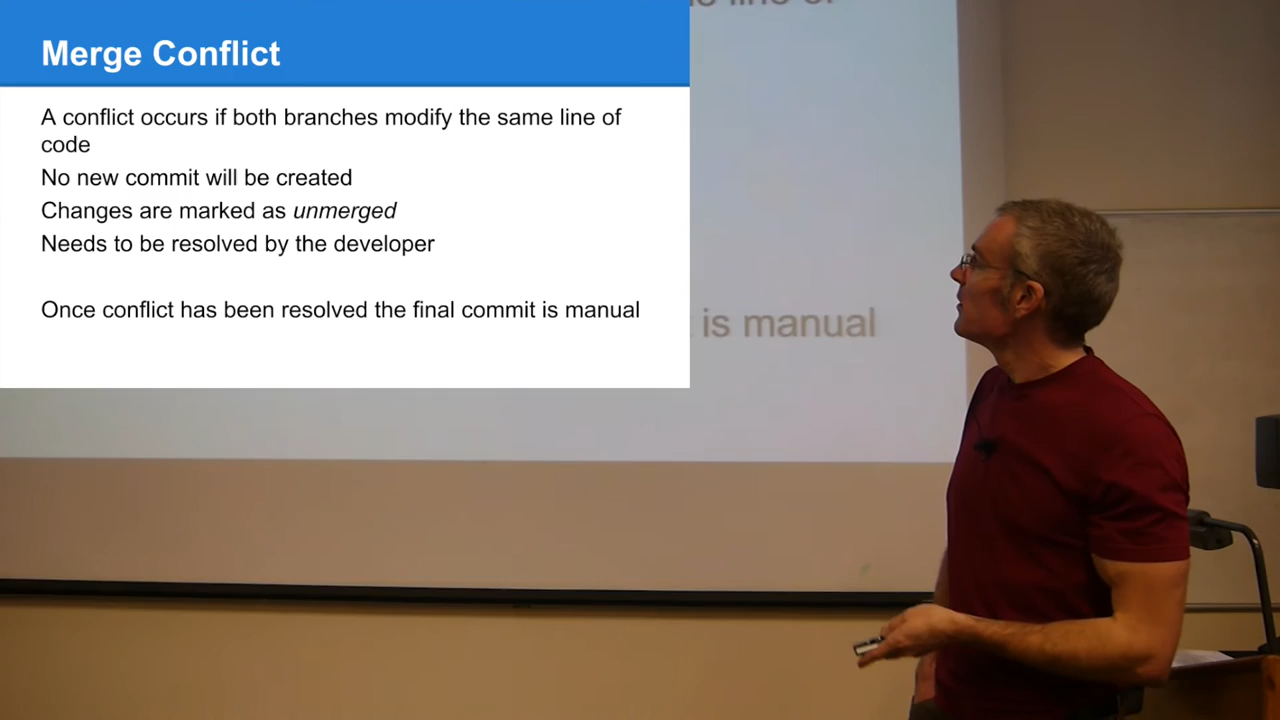 Merge Conflict
A conflict occurs if both branches modify the same line of
code
No new commit will be created
Changes are marked as unmerged
Needs to be resolved by the developer
Once conflict has been resolved the final commit is manual
line of
is manual